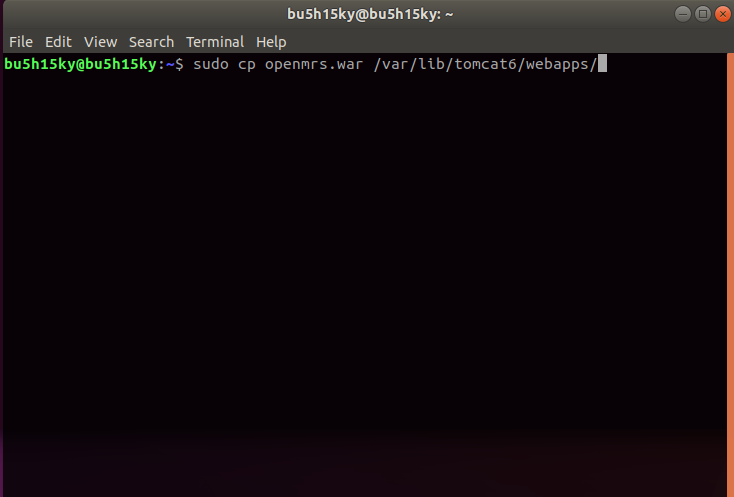 bu5h15ky@bu5h15ky: ~
File Edit View Search Terminal Help
bu5h15ky@bu5h15ky:~$ sudo cp openmrs.war /var/lib/tomcat6/webapps/